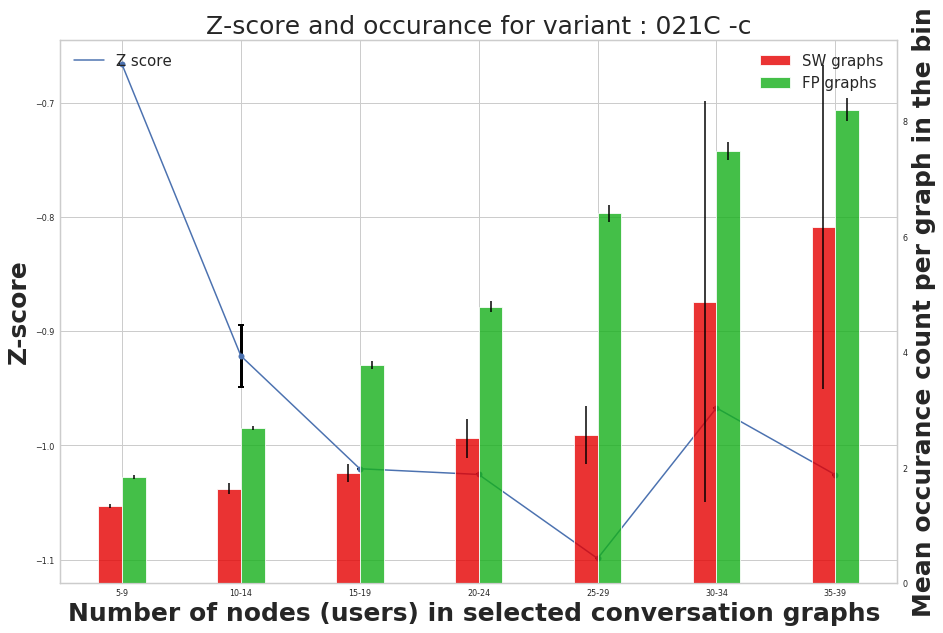 Z-score and occurance for variant : 021C -c
Z score
SW graphs
FP graphs
Z-score
−0.7
−0.8
−0.9
−1.0
−1.1
8
6
4
2
0
Mean occurance count per graph in the bin
5-9 10-14 15-19 20-24 25-29 30-34 35-39
Number of nodes (users) in selected conversation graphs